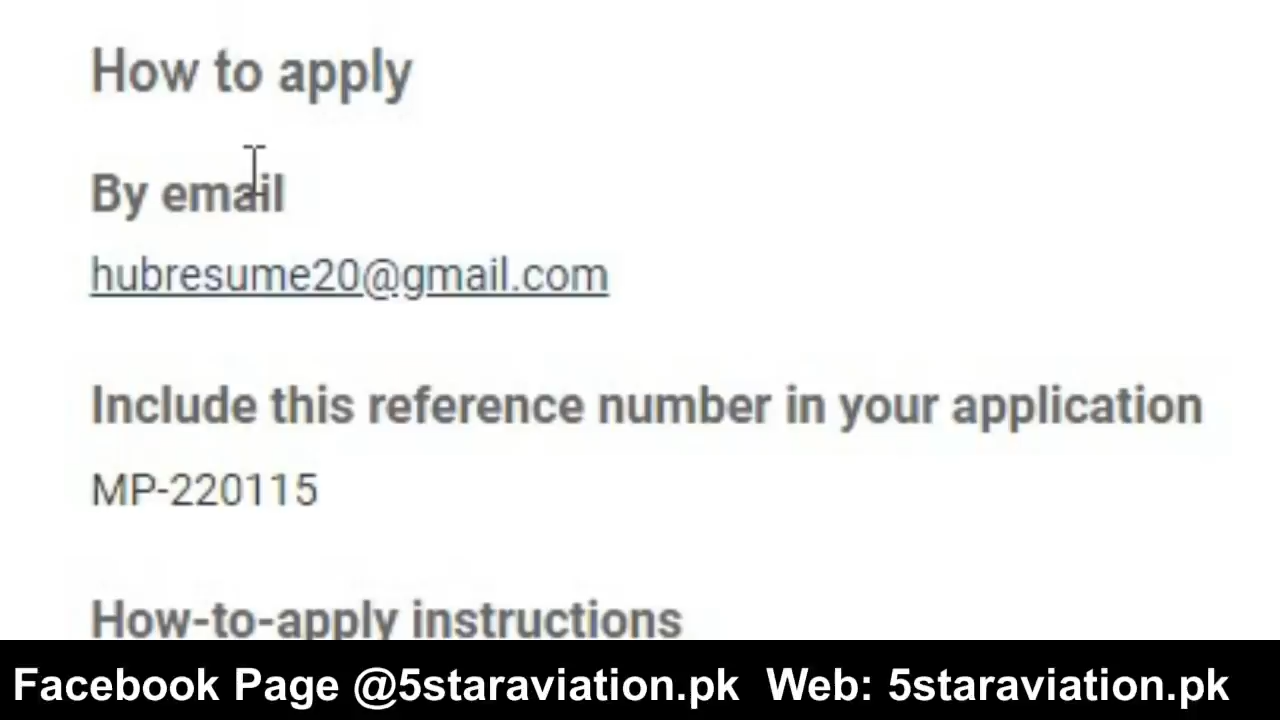 How to apply
By email
hubresume20@gmail.com
Include this reference number in your application
MP-220115
How-to-apply instructions
Facebook Page @5staraviation.pk Web: 5staraviation.pk